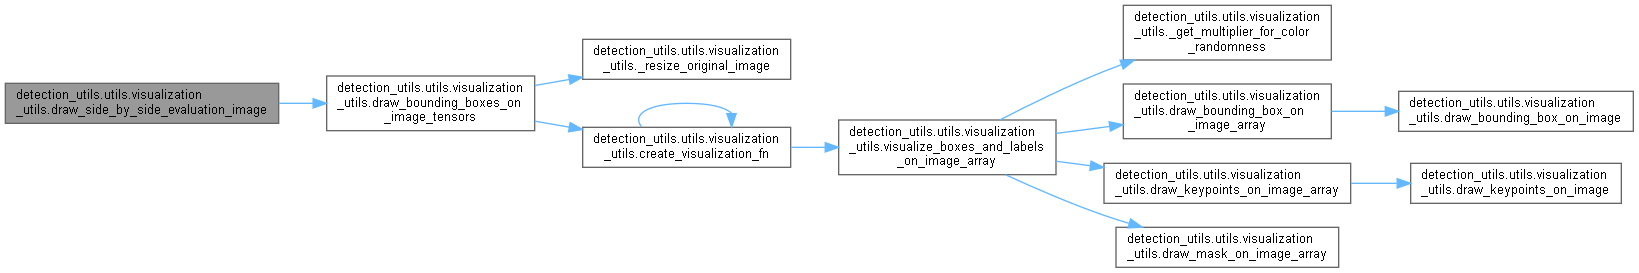 detection_utils.utils.visualization
_utils.draw_side_by_side_evaluation_image
detection_utils.utils.visualization
_utils.draw_bounding_boxes_on
_image_tensors
detection_utils.utils.visualization
_utils._resize_original_image
detection_utils.utils.visualization
_utils.create_visualization_fn
detection_utils.utils.visualization
_utils.visualize_boxes_and_labels
_on_image_array
detection_utils.utils.visualization
_utils._get_multiplier_for_color
_randomness
detection_utils.utils.visualization
_utils.draw_bounding_box_on
_image_array
detection_utils.utils.visualization
_utils.draw_bounding_box_on_image
detection_utils.utils.visualization
_utils.draw_keypoints_on_image_array
detection_utils.utils.visualization
_utils.draw_keypoints_on_image
detection_utils.utils.visualization
_utils.draw_mask_on_image_array